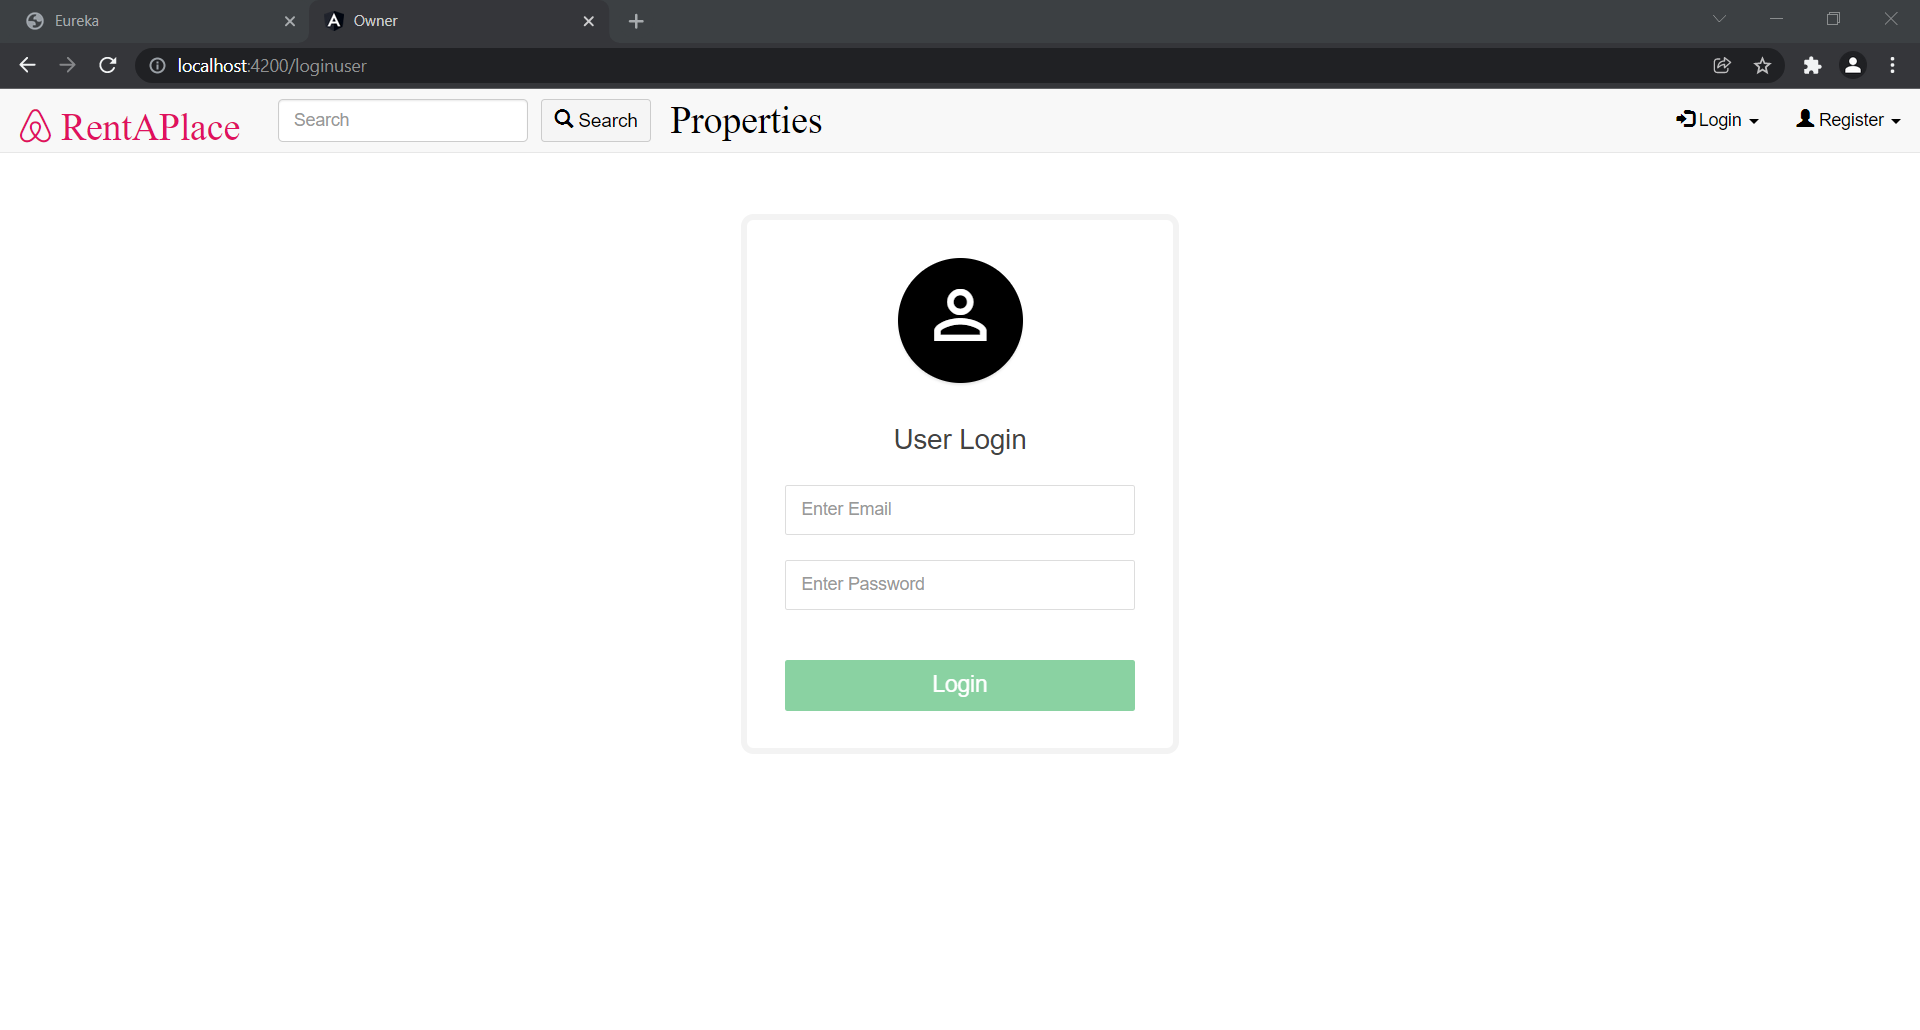 Eureka
Owner
localhost:4200/loginuser
RentAPlace
Search
Search
Properties
Login
Register
User Login
Enter Email
Enter Password
Login